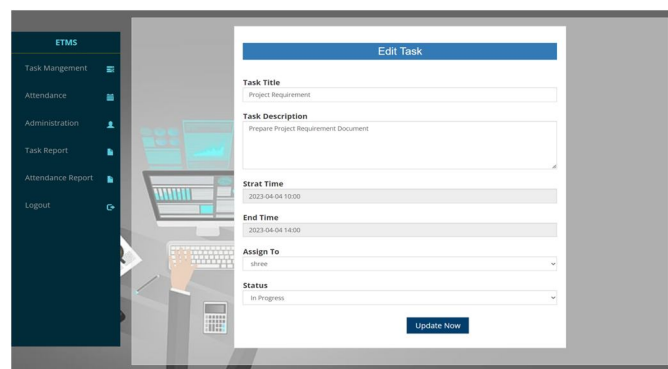 ETMS
Task Mangement
Attendance
Administration
Task Report
Attendance Report
Logout
Edit Task
Task Title
Project Requirement
Task Description
Prepare Project Requirement Document
Strat Time
2023-04-04 10:00
End Time
2023-04-04 14:00
Assign To
shree
Status
In Progress
Update Now